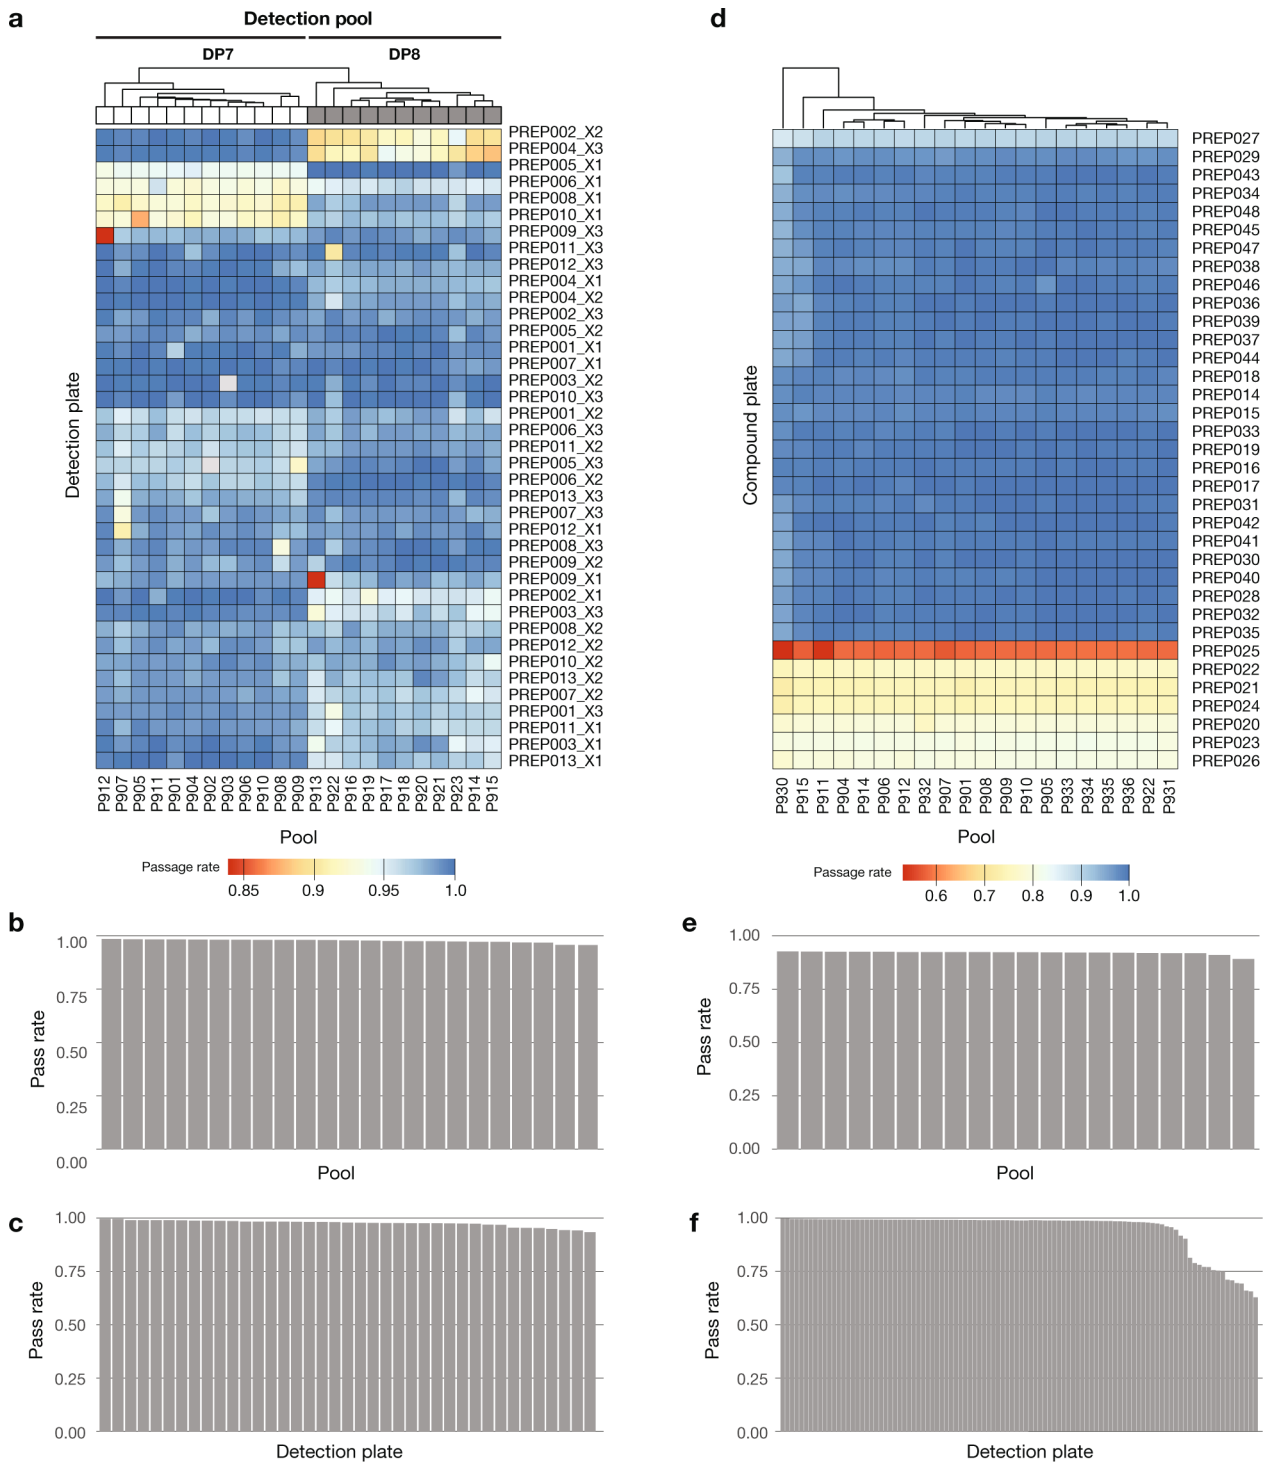 a
Detection pool
DP7
DP8
PREP002_X2
PREP004_X3
PREP005_X1
PREP006_X1
PREP008_X1
PREP010_X1
PREP009_X3
PREP011_X3
PREP012_X3
PREP004_X1
PREP004_X2
PREP002_X3
PREP005_X2
PREP001_X1
PREP007_X1
PREP003_X2
PREP010_X3
PREP001_X2
PREP006_X3
PREP011_X2
PREP005_X3
PREP006_X2
PREP013_X3
PREP007_X3
PREP012_X1
PREP008_X3
PREP009_X2
PREP009_X1
PREP002_X1
PREP003_X3
PREP008_X2
PREP012_X2
PREP010_X2
PREP013_X2
PREP007_X2
PREP001_X3
PREP011_X1
PREP003_X1
PREP013_X1
Detection plate
P912 P907 P905 P911 P901 P904 P902 P903 P906 P910 P908 P909 P913 P922 P916 P919 P917 P918 P920 P921 P923 P914 P915
Pool
Passage rate
0.85 0.9 0.95 1.0
d
PREP027
PREP029
PREP043
PREP034
PREP048
PREP045
PREP047
PREP038
PREP046
PREP036
PREP039
PREP037
PREP044
PREP018
PREP014
PREP015
PREP033
PREP019
PREP016
PREP017
PREP031
PREP042
PREP041
PREP030
PREP040
PREP028
PREP032
PREP035
PREP025
PREP022
PREP021
PREP024
PREP020
PREP023
PREP026
Compound plate
P930 P915 P911 P904 P914 P906 P912 P932 P907 P901 P908 P909 P910 P905 P933 P934 P935 P936 P922 P931
Pool
Passage rate
0.6 0.7 0.8 0.9 1.0
b
1.00
0.75
0.50
0.25
0.00
Pass rate
Pool
e
1.00
0.75
0.50
0.25
0.00
Pass rate
Pool
c
1.00
0.75
0.50
0.25
0.00
Pass rate
Detection plate
f
1.00
0.75
0.50
0.25
0.00
Pass rate
Detection plate